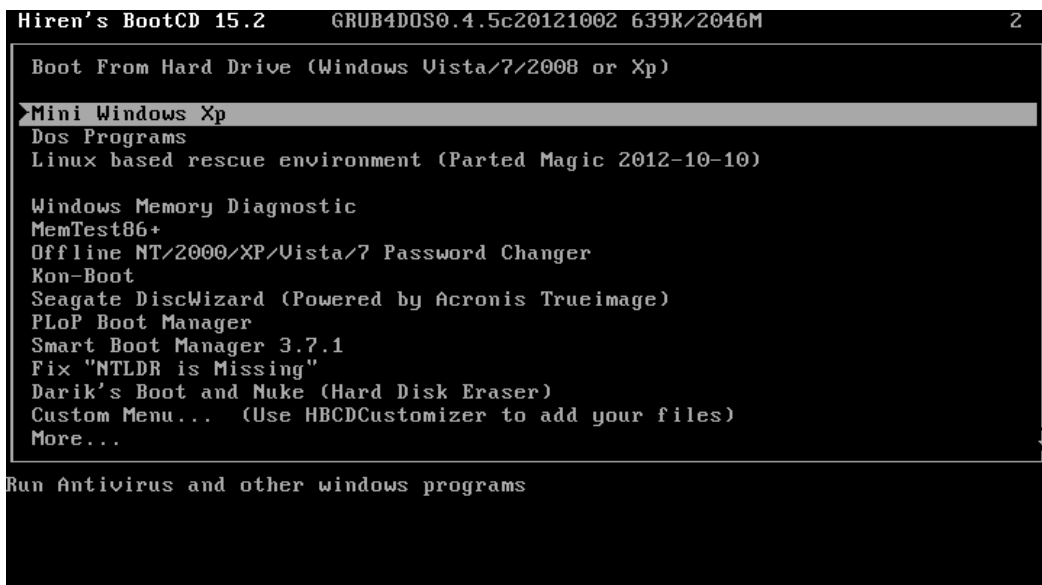 Hiren's BootCD 15.2 GRUB4DOS0.4.5c20121002 639K/2046M 2
Boot From Hard Drive (Windows Vista/7/2008 or Xp)
Mini Windows Xp
Dos Programs
Linux based rescue environment (Parted Magic 2012-10-10)
Windows Memory Diagnostic
MemTest86+
Offline NT/2000/XP/Vista/7 Password Changer
Kon-Boot
Seagate DiscWizard (Powered by Acronis Trueimage)
PLoP Boot Manager
Smart Boot Manager 3.7.1
Fix "NTLDR is Missing"
Darik's Boot and Nuke (Hard Disk Eraser)
Custom Menu... (Use HBCDCustomizer to add your files)
More...
Run Antivirus and other windows programs